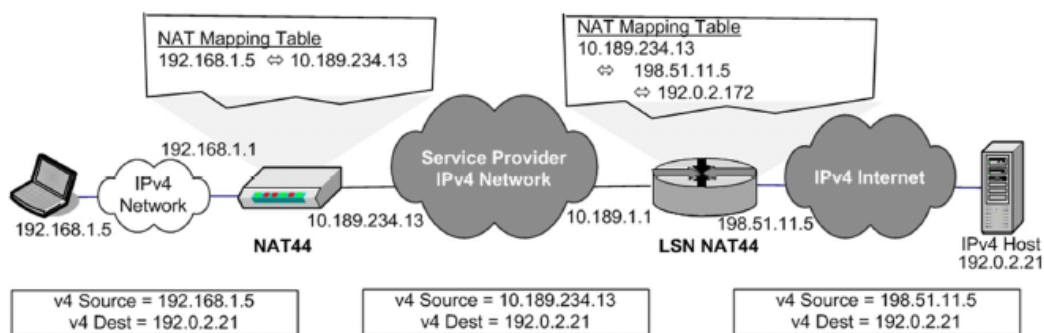 NAT Mapping Table
192.168.1.5 ⇔ 10.189.234.13
NAT Mapping Table
10.189.234.13
⇔ 198.51.11.5
⇔ 192.0.2.172
192.168.1.1
IPv4
Network
192.168.1.5
NAT44
10.189.234.13
Service Provider
IPv4 Network
10.189.1.1
LSN NAT44
198.51.11.5
IPv4 Internet
IPv4 Host
192.0.2.21
v4 Source = 192.168.1.5
v4 Dest = 192.0.2.21
v4 Source = 10.189.234.13
v4 Dest = 192.0.2.21
v4 Source = 198.51.11.5
v4 Dest = 192.0.2.21